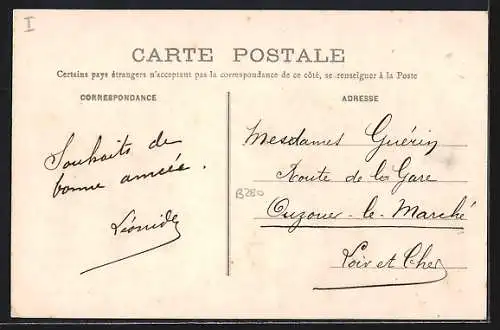 I
CARTE POSTALE
Certains pays étrangers n'acceptant pas la correspondance de ce côté, se renseigner à la Poste
CORRESPONDANCE
Souhaits de
bonne année.
Léonide
ADRESSE
Mesdames Guérin
Route de la Gare
Ouzouer-le-Marché
Loir et Cher
B280